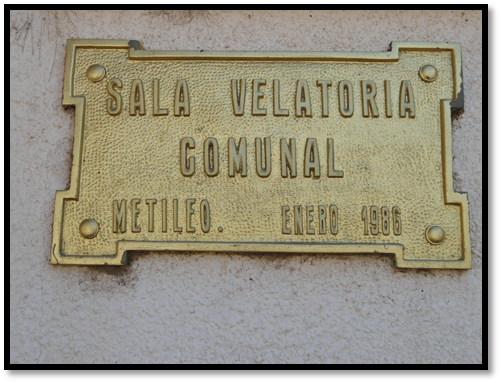 SALA VELATORIA
COMUNAL
METILEO. ENERO 1986